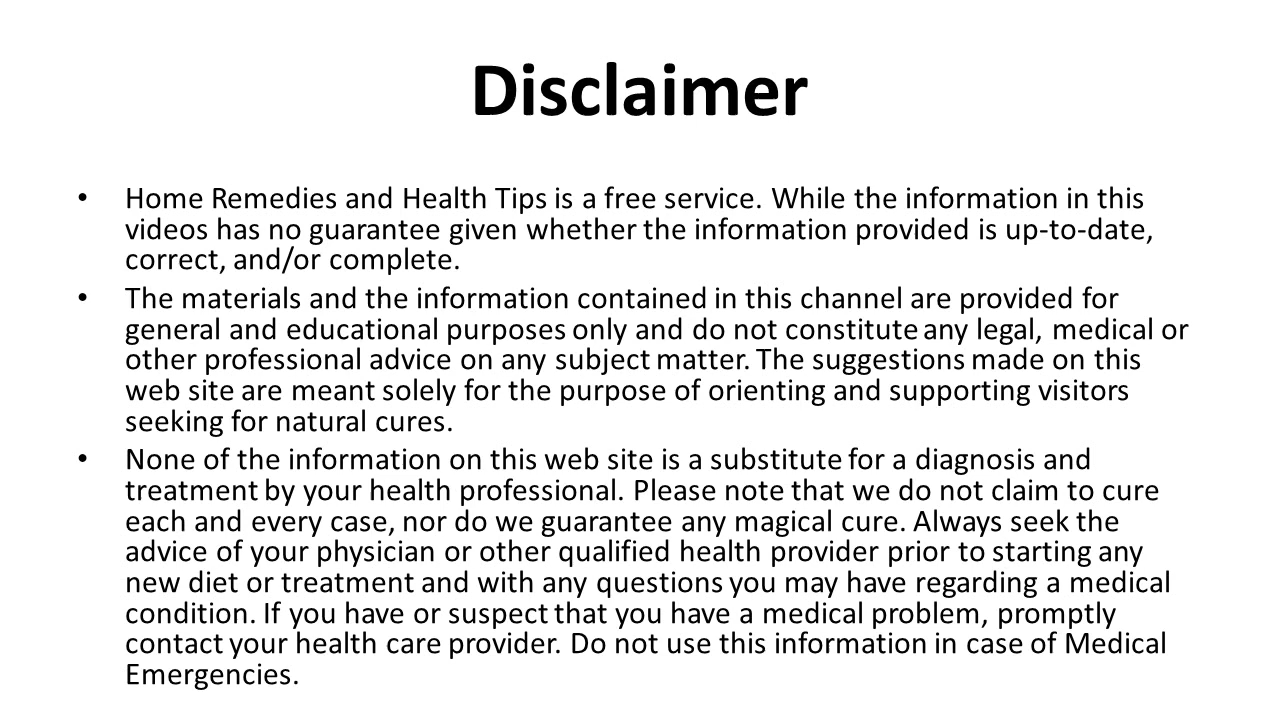 Disclaimer
• Home Remedies and Health Tips is a free service. While the information in this
videos has no guarantee given whether the information provided is up-to-date,
correct, and/or complete.
• The materials and the information contained in this channel are provided for
general and educational purposes only and do not constitute any legal, medical or
other professional advice on any subject matter. The suggestions made on this
web site are meant solely for the purpose of orienting and supporting visitors
seeking for natural cures.
• None of the information on this web site is a substitute for a diagnosis and
treatment by your health professional. Please note that we do not claim to cure
each and every case, nor do we guarantee any magical cure. Always seek the
advice of your physician or other qualified health provider prior to starting any
new diet or treatment and with any questions you may have regarding a medical
condition. If you have or suspect that you have a medical problem, promptly
contact your health care provider. Do not use this information in case of Medical
Emergencies.